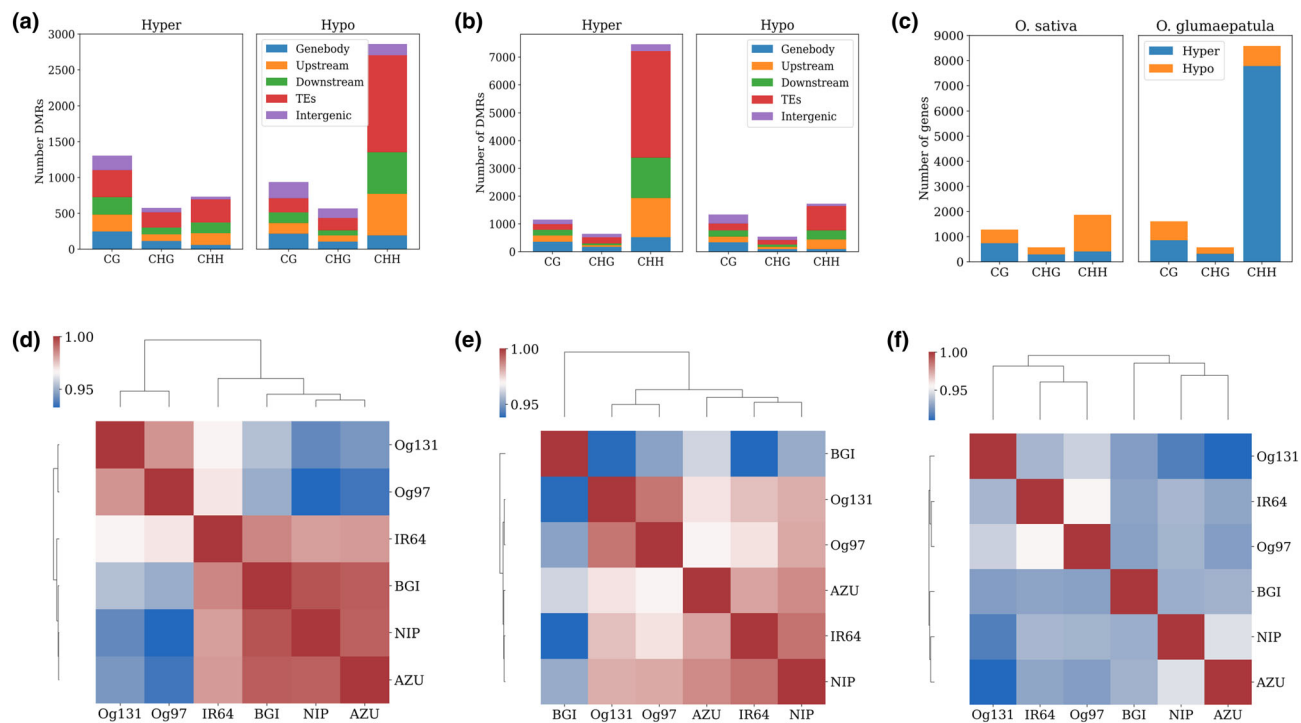 (a)
Hyper
Hypo
Number DMRs
3000
2500
2000
1500
1000
500
0
Genebody
Upstream
Downstream
TEs
Intergenic
CG CHG CHH
CG CHG CHH
(b)
Hyper
Hypo
Number of DMRs
7000
6000
5000
4000
3000
2000
1000
0
Genebody
Upstream
Downstream
TEs
Intergenic
CG CHG CHH
CG CHG CHH
(c)
O. sativa
O. glumaepatula
Number of genes
9000
8000
7000
6000
5000
4000
3000
2000
1000
0
Hyper
Hypo
CG CHG CHH
CG CHG CHH
(d)
1.00
0.95
Og131
Og97
IR64
BGI
NIP
AZU
Og131 Og97 IR64 BGI NIP AZU
(e)
1.00
0.95
BGI
Og131
Og97
AZU
IR64
NIP
BGI Og131 Og97 AZU IR64 NIP
(f)
1.00
0.95
Og131
IR64
Og97
BGI
NIP
AZU
Og131 IR64 Og97 BGI NIP AZU